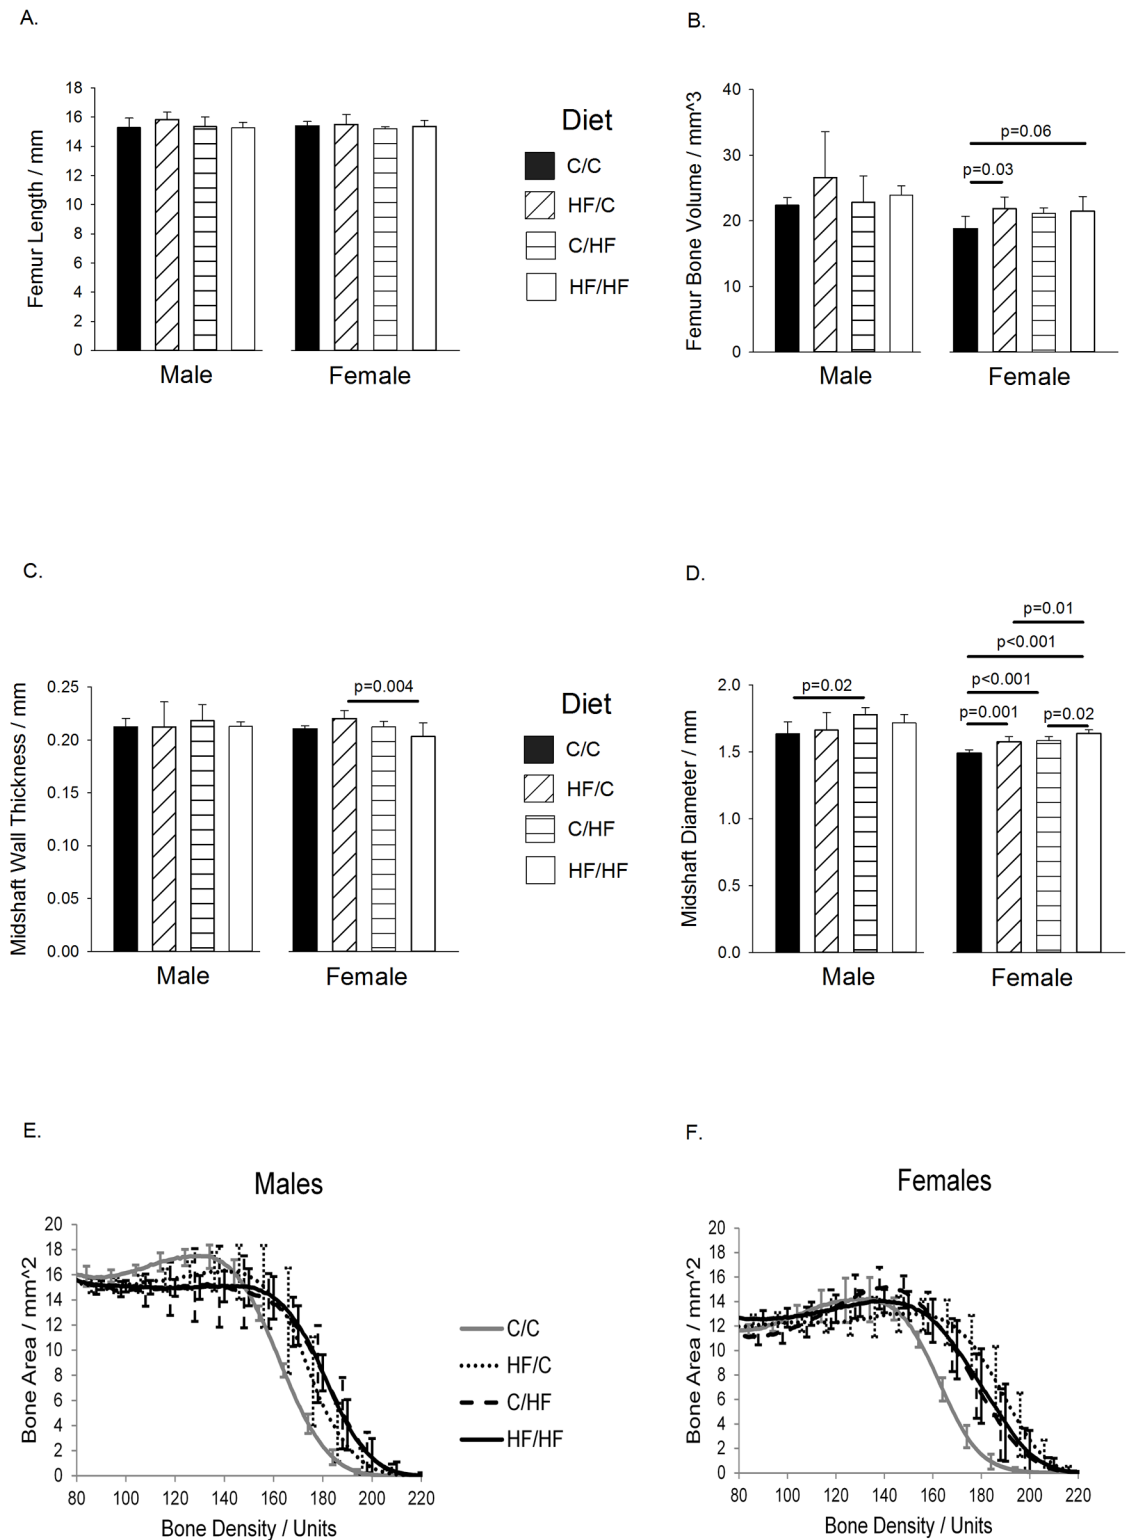 A.
B.
18
16
14
12
10
8
6
4
2
0
Femur Length / mm
Male
Female
Diet
C/C
HF/C
C/HF
HF/HF
40
30
20
10
0
Femur Bone Volume / mm^3
p=0.06
p=0.03
Male
Female
C.
D.
0.25
0.20
0.15
0.10
0.05
0.00
Midshaft Wall Thickness / mm
p=0.004
Male
Female
Diet
C/C
HF/C
C/HF
HF/HF
p=0.01
p<0.001
p<0.001
p=0.02
p=0.001
p=0.02
2.0
1.5
1.0
0.5
0.0
Midshaft Diameter / mm
Male
Female
E.
F.
Males
20
18
16
14
12
10
8
6
4
2
0
Bone Area / mm^2
80 100 120 140 160 180 200 220
Bone Density / Units
C/C
HF/C
C/HF
HF/HF
Females
20
18
16
14
12
10
8
6
4
2
0
Bone Area / mm^2
80 100 120 140 160 180 200 220
Bone Density / Units